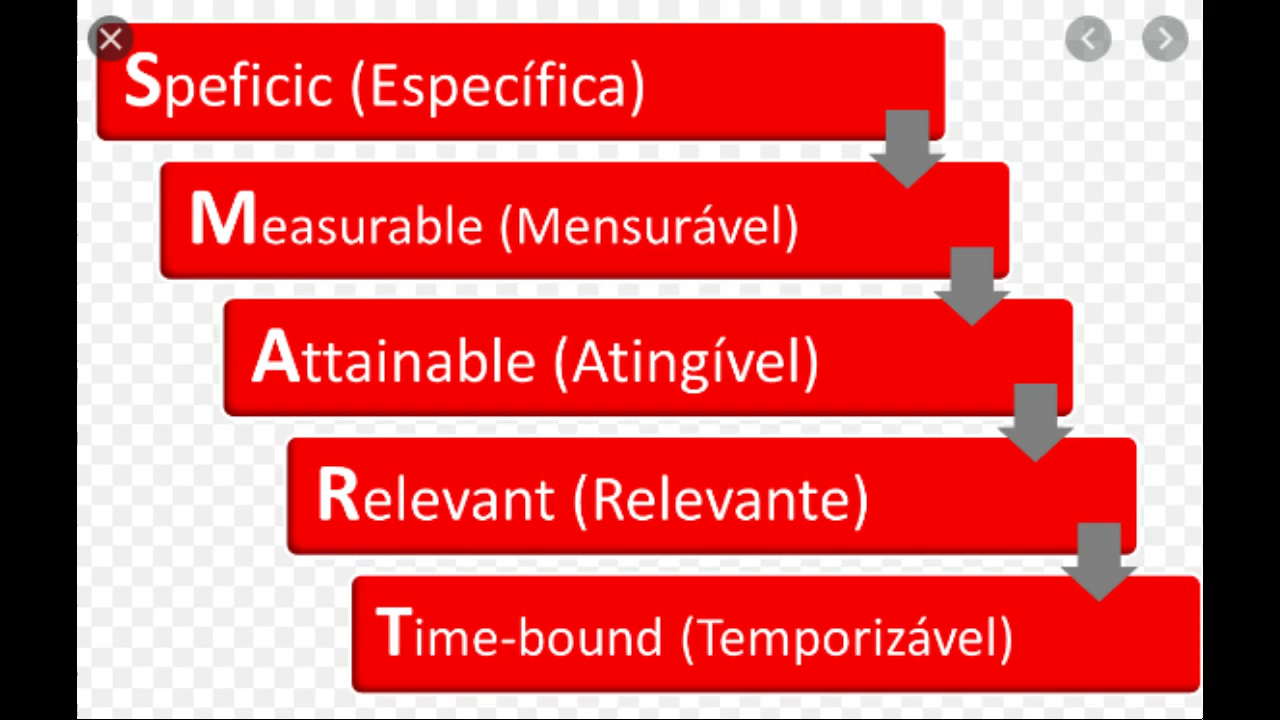 Speficic (Específica)
Measurable (Mensurável)
Attainable (Atingível)
Relevant (Relevante)
Time-bound (Temporizável)